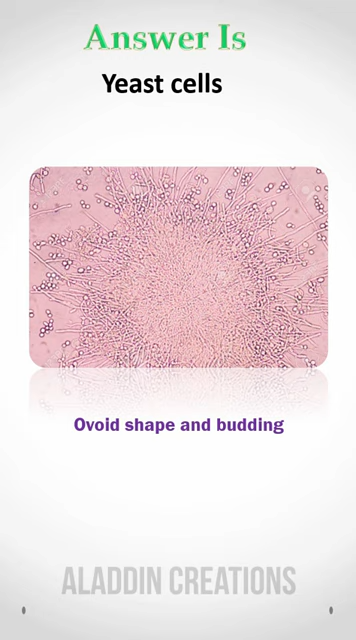 Answer Is
Yeast cells
Ovoid shape and budding
ALADDIN CREATIONS